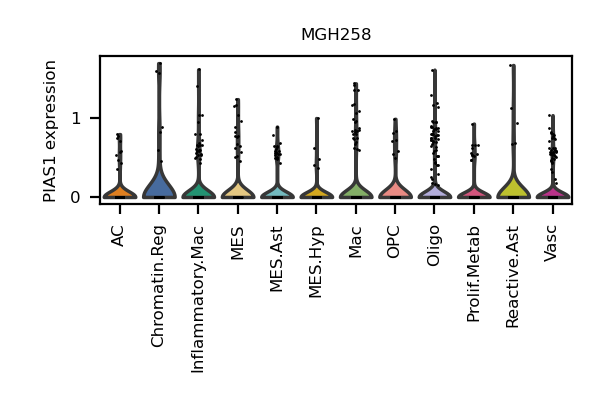 MGH258
PIAS1 expression
1
0
AC
Chromatin.Reg
Inflammatory.Mac
MES
MES.Ast
MES.Hyp
Mac
OPC
Oligo
Prolif.Metab
Reactive.Ast
Vasc